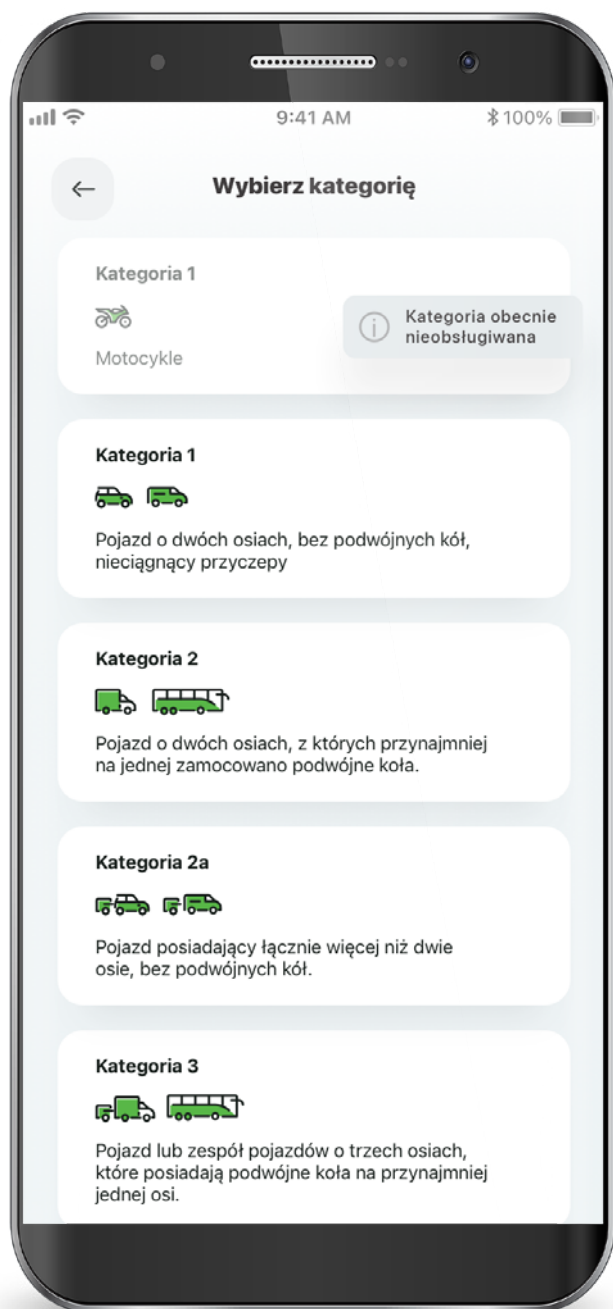 9:41 AM
100%
Wybierz kategorię
Kategoria 1
Kategoria obecnie
nieobsługiwana
Motocykle
Kategoria 1
Pojazd o dwóch osiach, bez podwójnych kół,
nieciągnący przyczepy
Kategoria 2
Pojazd o dwóch osiach, z których przynajmniej
na jednej zamocowano podwójne koła.
Kategoria 2a
Pojazd posiadający łącznie więcej niż dwie
osie, bez podwójnych kół.
Kategoria 3
Pojazd lub zespół pojazdów o trzech osiach,
które posiadają podwójne koła na przynajmniej
jednej osi.